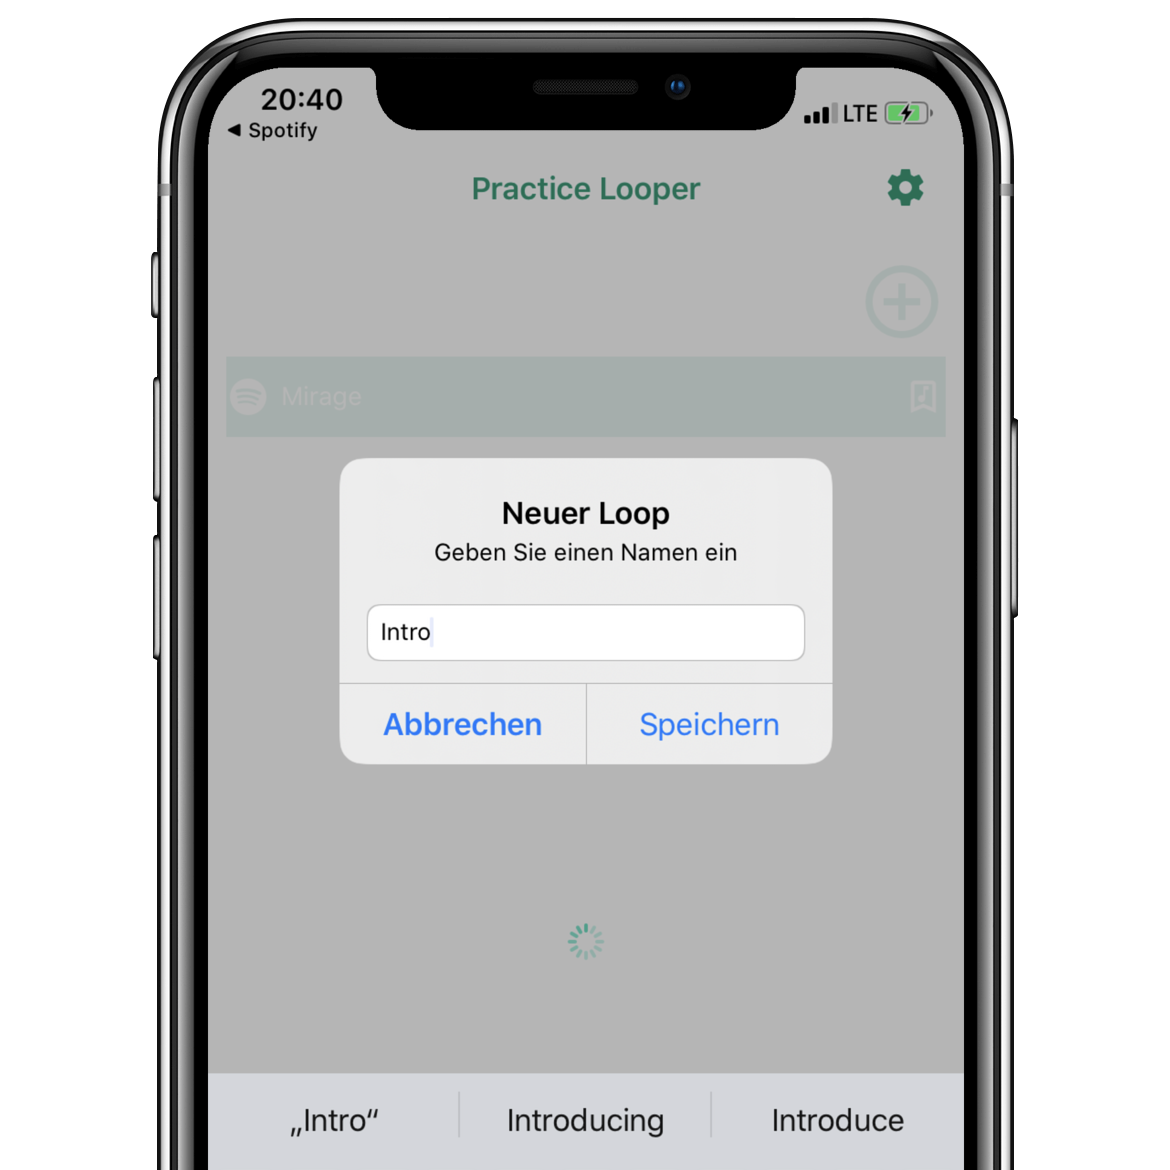 20:40
◀ Spotify
LTE
Practice Looper
Mirage
Neuer Loop
Geben Sie einen Namen ein
Intro
Abbrechen
Speichern
„Intro“
Introducing
Introduce